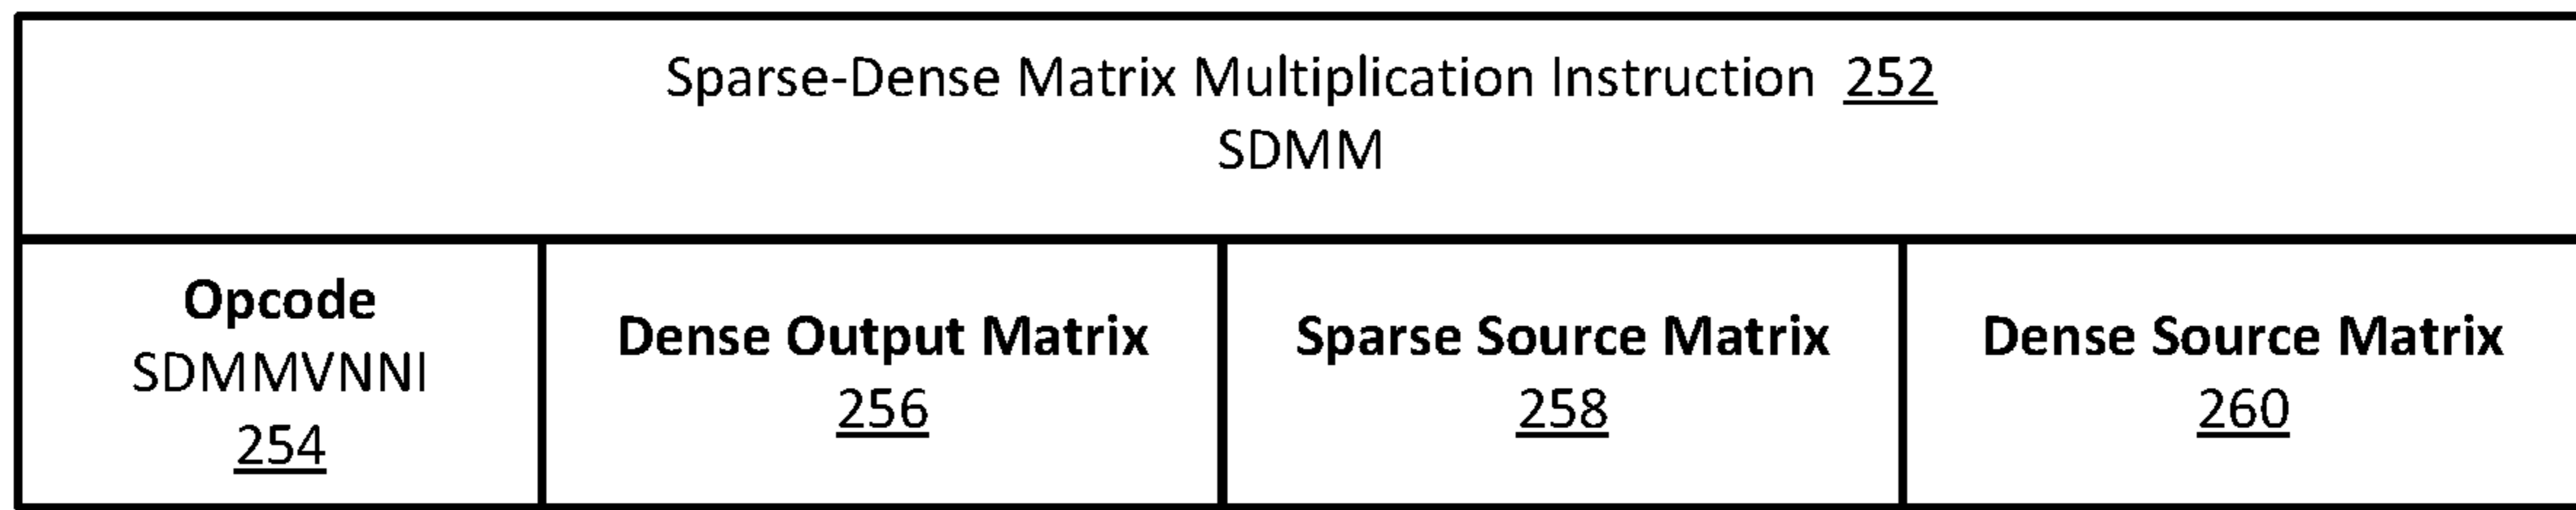 Sparse-Dense Matrix Multiplication Instruction 252
SDMM
Opcode
SDMMVNNI
254
Dense Output Matrix
256
Sparse Source Matrix
258
Dense Source Matrix
260